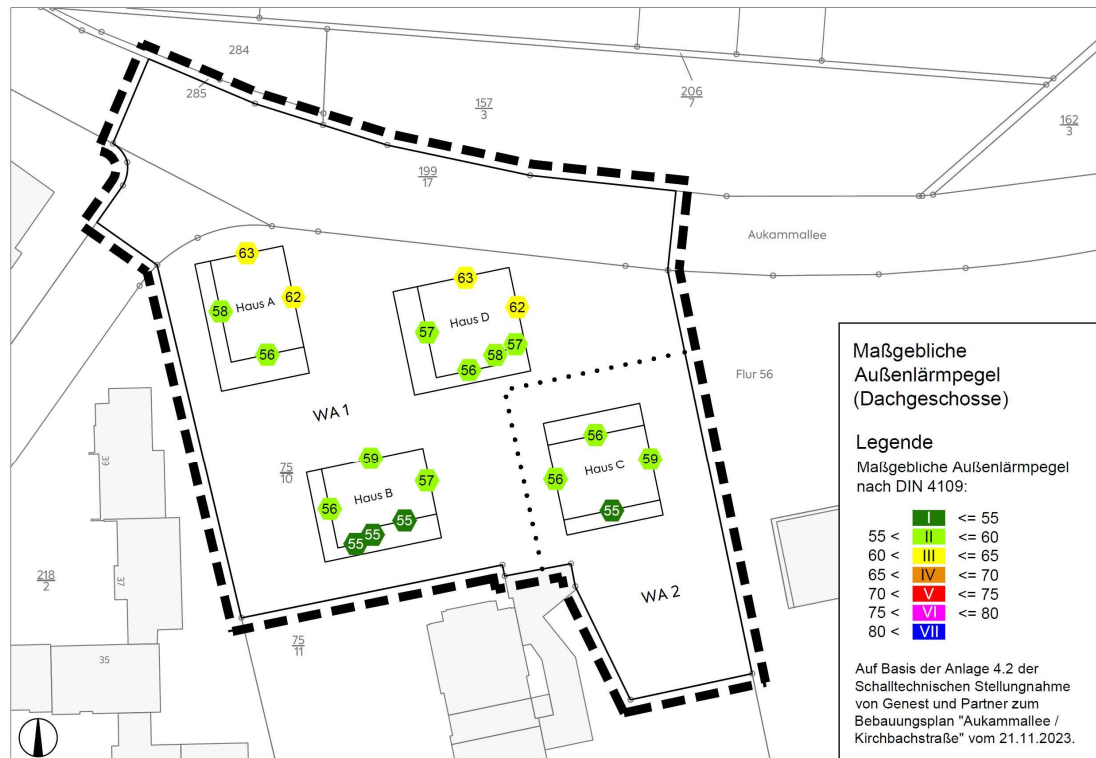 284
285
157
3
206
7
162
3
199
17
Aukammallee
63
58
Haus A
62
56
63
57
Haus D
62
57
58
56
Flur 56
WA 1
75
10
59
56
Haus B
57
55
55
55
56
56
Haus C
59
55
WA 2
39
37
218
2
35
75
11
Maßgebliche
Außenlärmpegel
(Dachgeschosse)
Legende
Maßgebliche Außenlärmpegel
nach DIN 4109:
I <= 55
55 < II <= 60
60 < III <= 65
65 < IV <= 70
70 < V <= 75
75 < VI <= 80
80 < VII
Auf Basis der Anlage 4.2 der
Schalltechnischen Stellungnahme
von Genest und Partner zum
Bebauungsplan "Aukammallee /
Kirchbachstraße" vom 21.11.2023.